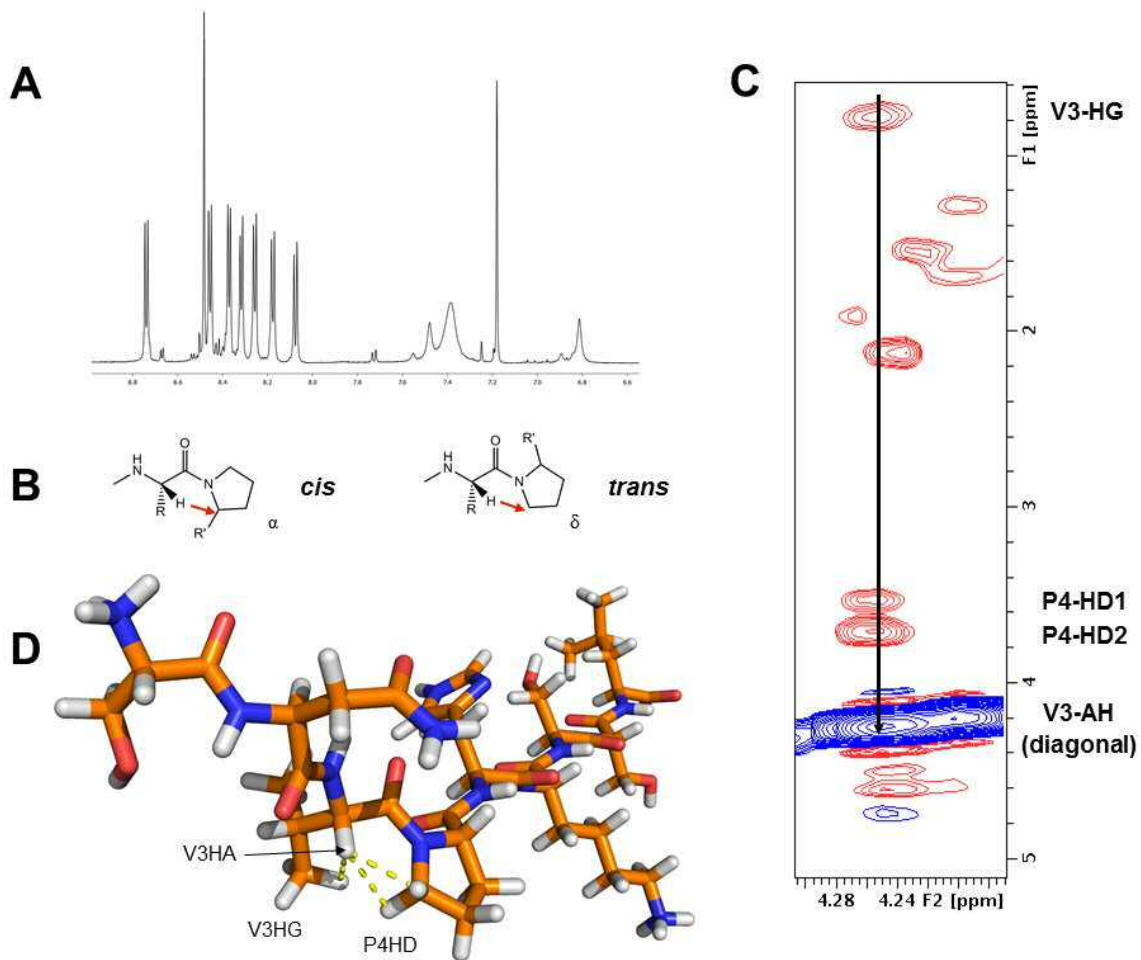 A
8.8 8.6 8.4 8.2 8.0 7.8 7.6 7.4 7.2 7.0 6.8 6.6
B
O
H
N
N
H
R
R'
α
cis
O
R'
H
N
N
H
R
δ
trans
C
V3-HG
F1 [ppm]
2
3
P4-HD1
P4-HD2
4
V3-AH
(diagonal)
5
4.28 4.24 F2 [ppm]
D
V3HA
V3HG
P4HD